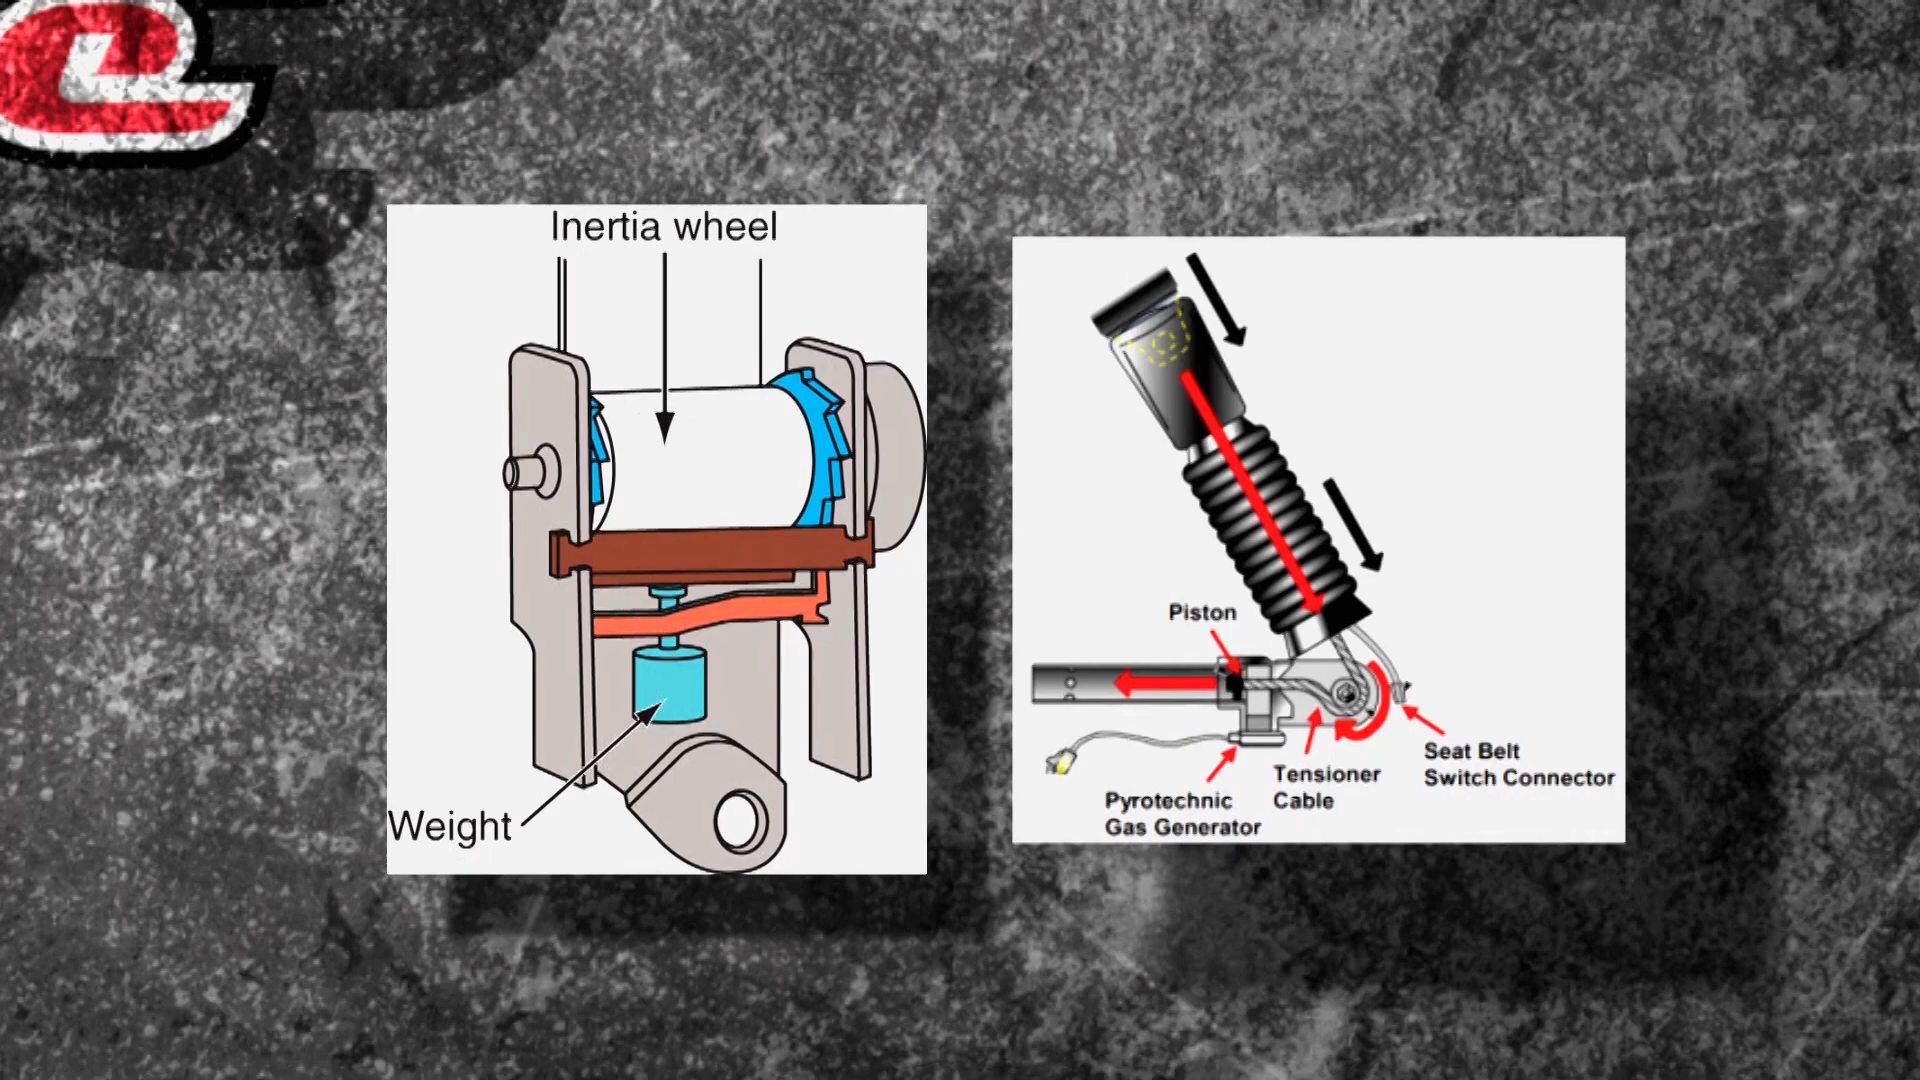 Inertia wheel
Weight
Piston
Seat Belt
Switch Connector
Tensioner
Cable
Pyrotechnic
Gas Generator